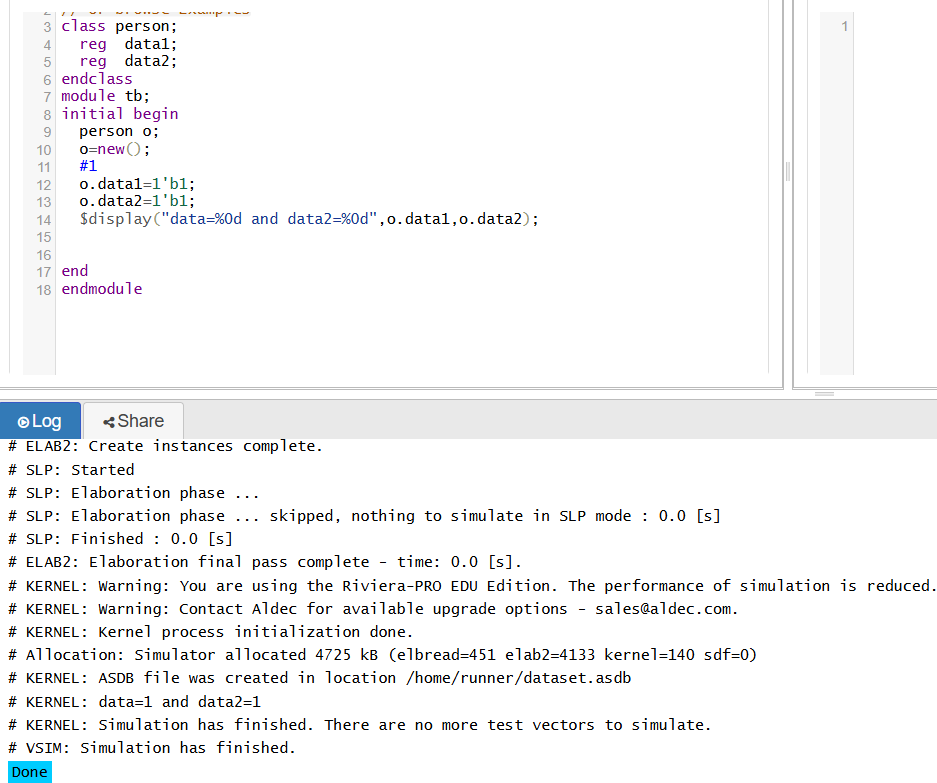 3 class person;
4 reg data1;
5 reg data2;
6 endclass
7 module tb;
8 initial begin
9 person o;
10 o=new();
11 #1
12 o.data1=1'b1;
13 o.data2=1'b1;
14 $display("data=%0d and data2=%0d",o.data1,o.data2);
15
16
17 end
18 endmodule
1
Log Share
# ELAB2: Create instances complete.
# SLP: Started
# SLP: Elaboration phase ...
# SLP: Elaboration phase ... skipped, nothing to simulate in SLP mode : 0.0 [s]
# SLP: Finished : 0.0 [s]
# ELAB2: Elaboration final pass complete - time: 0.0 [s].
# KERNEL: Warning: You are using the Riviera-PRO EDU Edition. The performance of simulation is reduced.
# KERNEL: Warning: Contact Aldec for available upgrade options - sales@aldec.com.
# KERNEL: Kernel process initialization done.
# Allocation: Simulator allocated 4725 kB (elbread=451 elab2=4133 kernel=140 sdf=0)
# KERNEL: ASDB file was created in location /home/runner/dataset.asdb
# KERNEL: data=1 and data2=1
# KERNEL: Simulation has finished. There are no more test vectors to simulate.
# VSIM: Simulation has finished.
Done